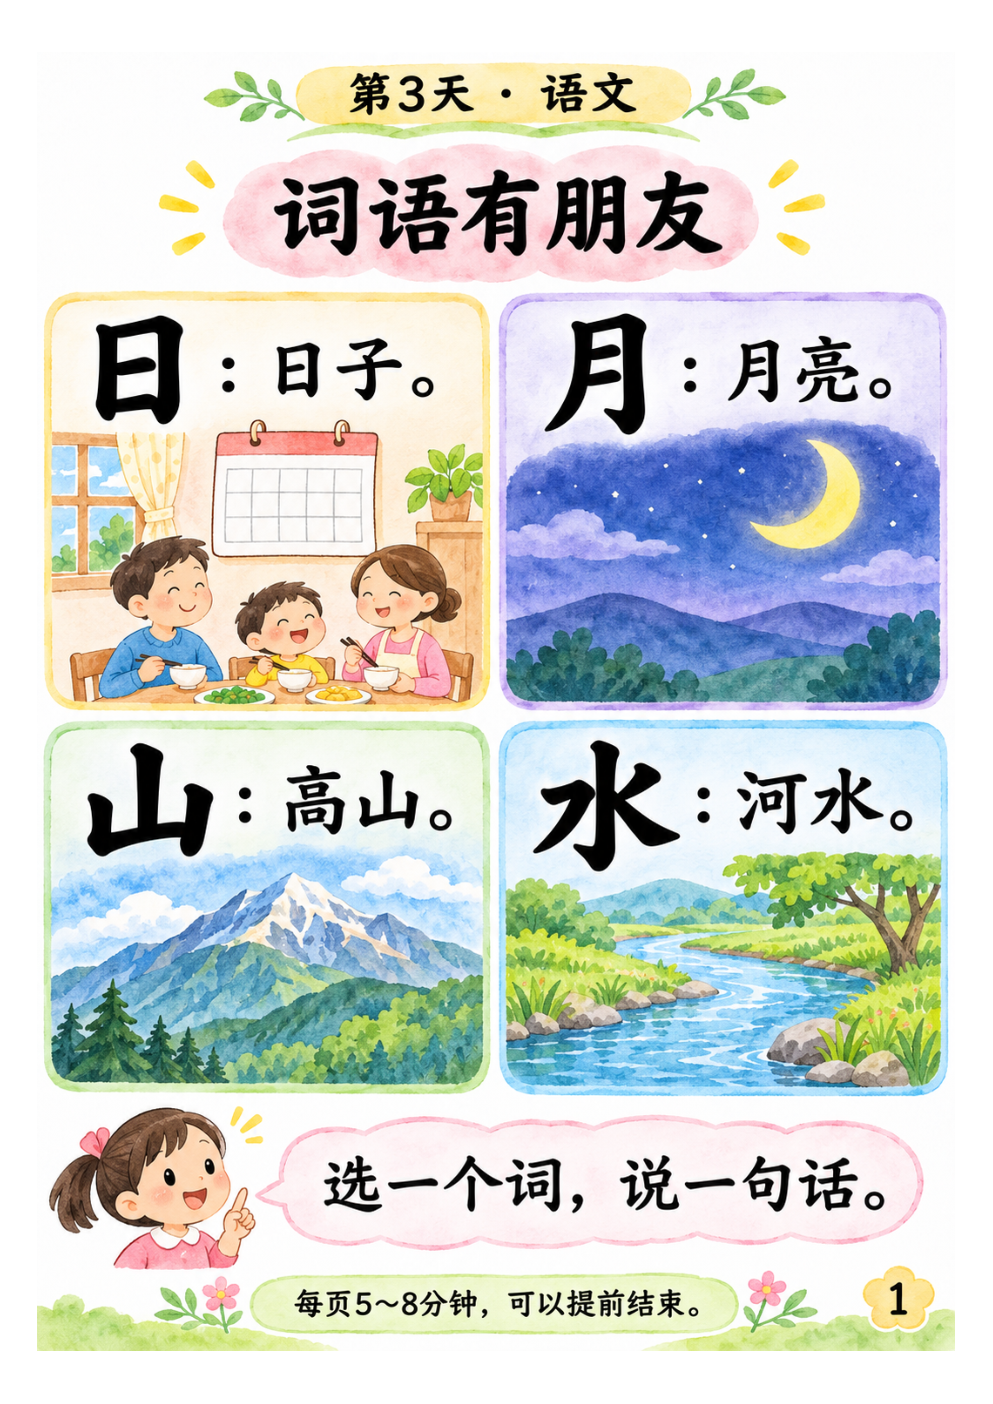 第3天·语文
词语有朋友
日：日子。
月：月亮。
山：高山。
水：河水。
选一个词，说一句话。
每页5～8分钟，可以提前结束。
1